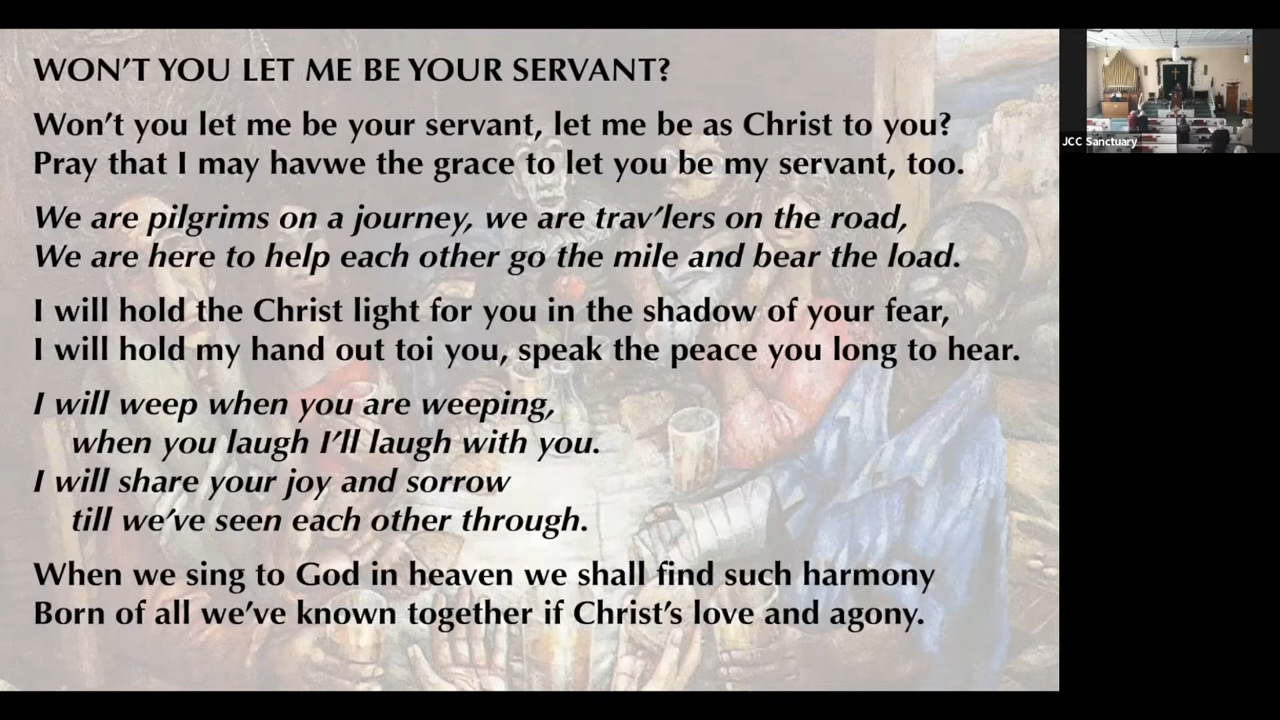 WON'T YOU LET ME BE YOUR SERVANT?
Won't you let me be your servant, let me be as Christ to you?
Pray that I may havwe the grace to let you be my servant, too.
We are pilgrims on a journey, we are trav'lers on the road,
We are here to help each other go the mile and bear the load.
I will hold the Christ light for you in the shadow of your fear,
I will hold my hand out toi you, speak the peace you long to hear.
I will weep when you are weeping,
when you laugh I'll laugh with you.
I will share your joy and sorrow
till we've seen each other through.
When we sing to God in heaven we shall find such harmony
Born of all we've known together if Christ's love and agony.
JCC Sanctuary